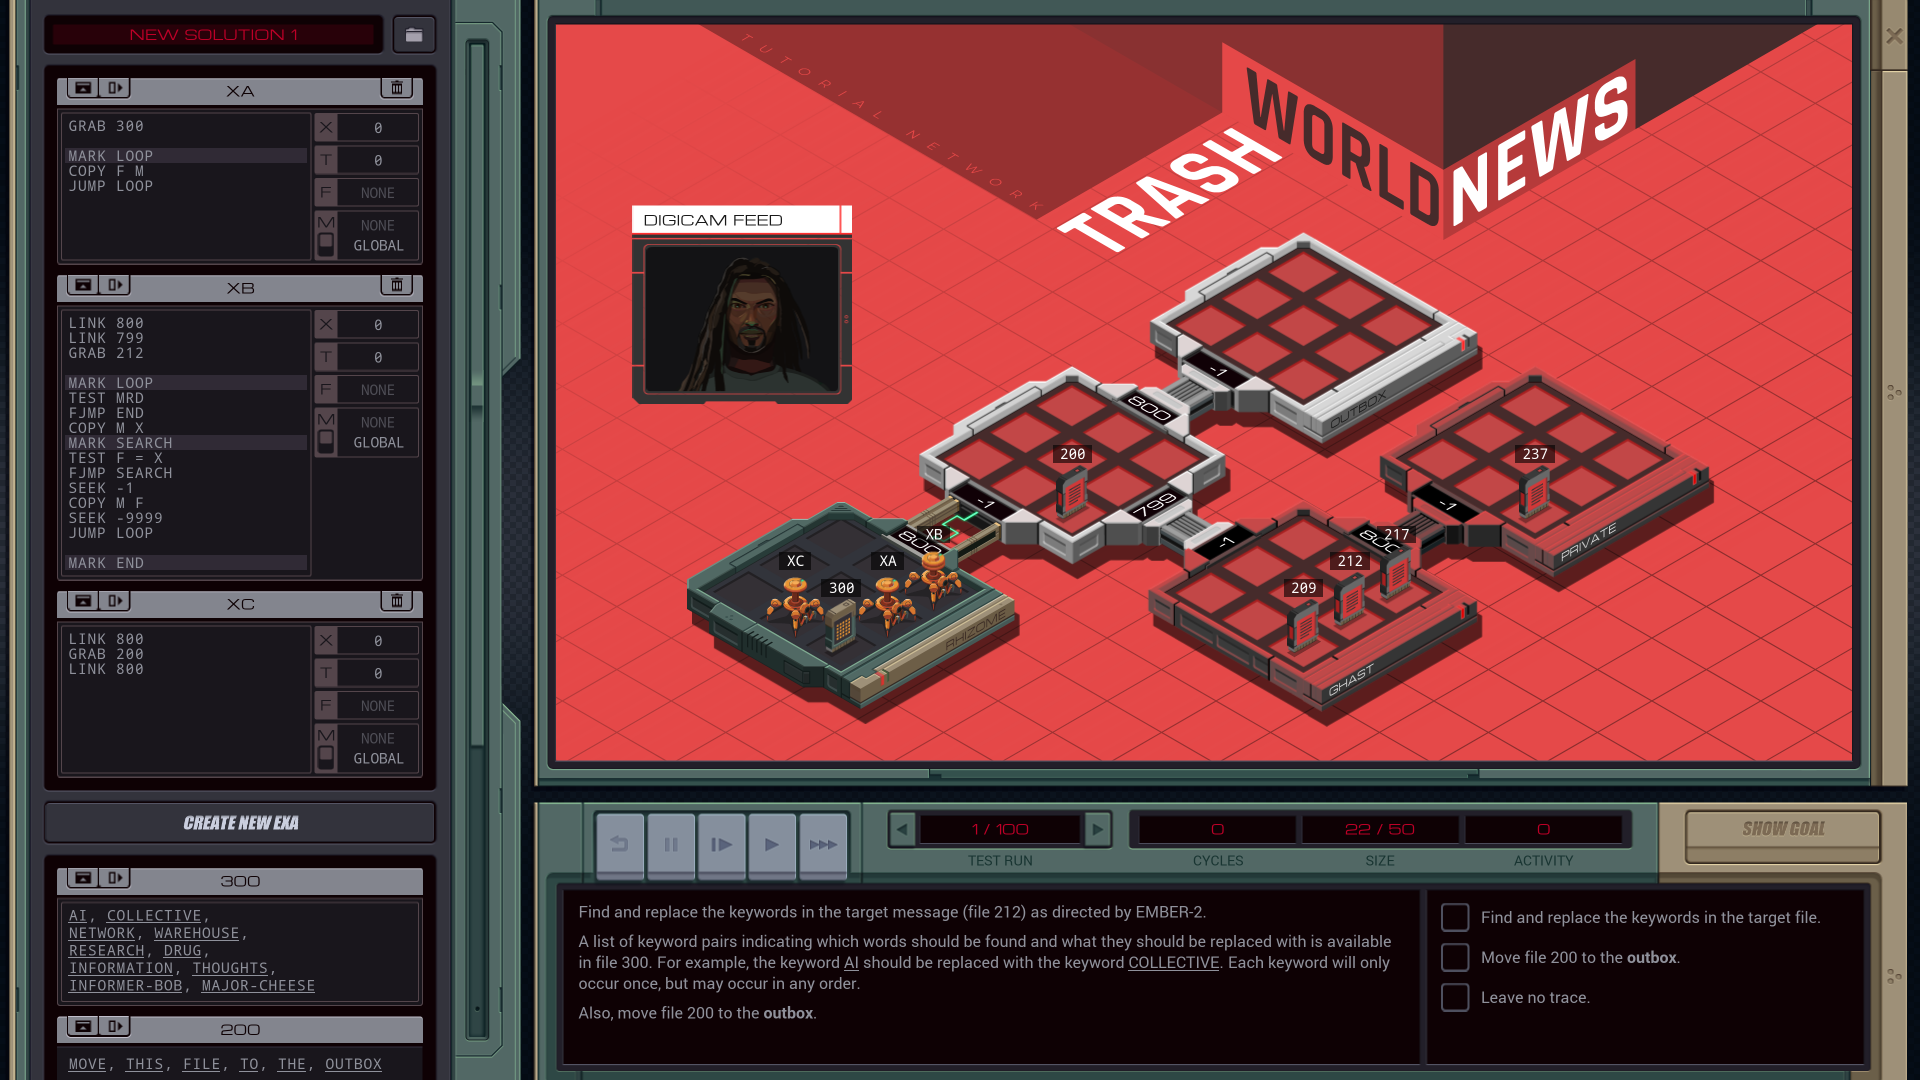 NEW SOLUTION 1
XA
GRAB 300
MARK LOOP
COPY F M
JUMP LOOP
X 0
T 0
F NONE
M NONE
GLOBAL
XB
LINK 800
LINK 799
GRAB 212
MARK LOOP
TEST MRD
FJMP END
COPY M X
MARK SEARCH
TEST F = X
FJMP SEARCH
SEEK -1
COPY M F
SEEK -9999
JUMP LOOP
MARK END
X 0
T 0
F NONE
M NONE
GLOBAL
XC
LINK 800
GRAB 200
LINK 800
X 0
T 0
F NONE
M NONE
GLOBAL
CREATE NEW EXA
300
AI, COLLECTIVE,
NETWORK, WAREHOUSE,
RESEARCH, DRUG,
INFORMATION, THOUGHTS,
INFORMER-BOB, MAJOR-CHEESE
200
MOVE, THIS, FILE, TO, THE, OUTBOX
TUTORIAL NETWORK
TRASH
WORLD
NEWS
DIGICAM FEED
-1
OUTBOX
800
200
237
-1
799
-1
PRIVATE
XB
800
217
800
XC
XA
212
-1
300
209
RHIZOME
GHAST
1 / 100
TEST RUN
0
CYCLES
22 / 50
SIZE
0
ACTIVITY
SHOW GOAL
Find and replace the keywords in the target message (file 212) as directed by EMBER-2.
A list of keyword pairs indicating which words should be found and what they should be replaced with is available
in file 300. For example, the keyword AI should be replaced with the keyword COLLECTIVE. Each keyword will only
occur once, but may occur in any order.
Also, move file 200 to the outbox.
Find and replace the keywords in the target file.
Move file 200 to the outbox.
Leave no trace.